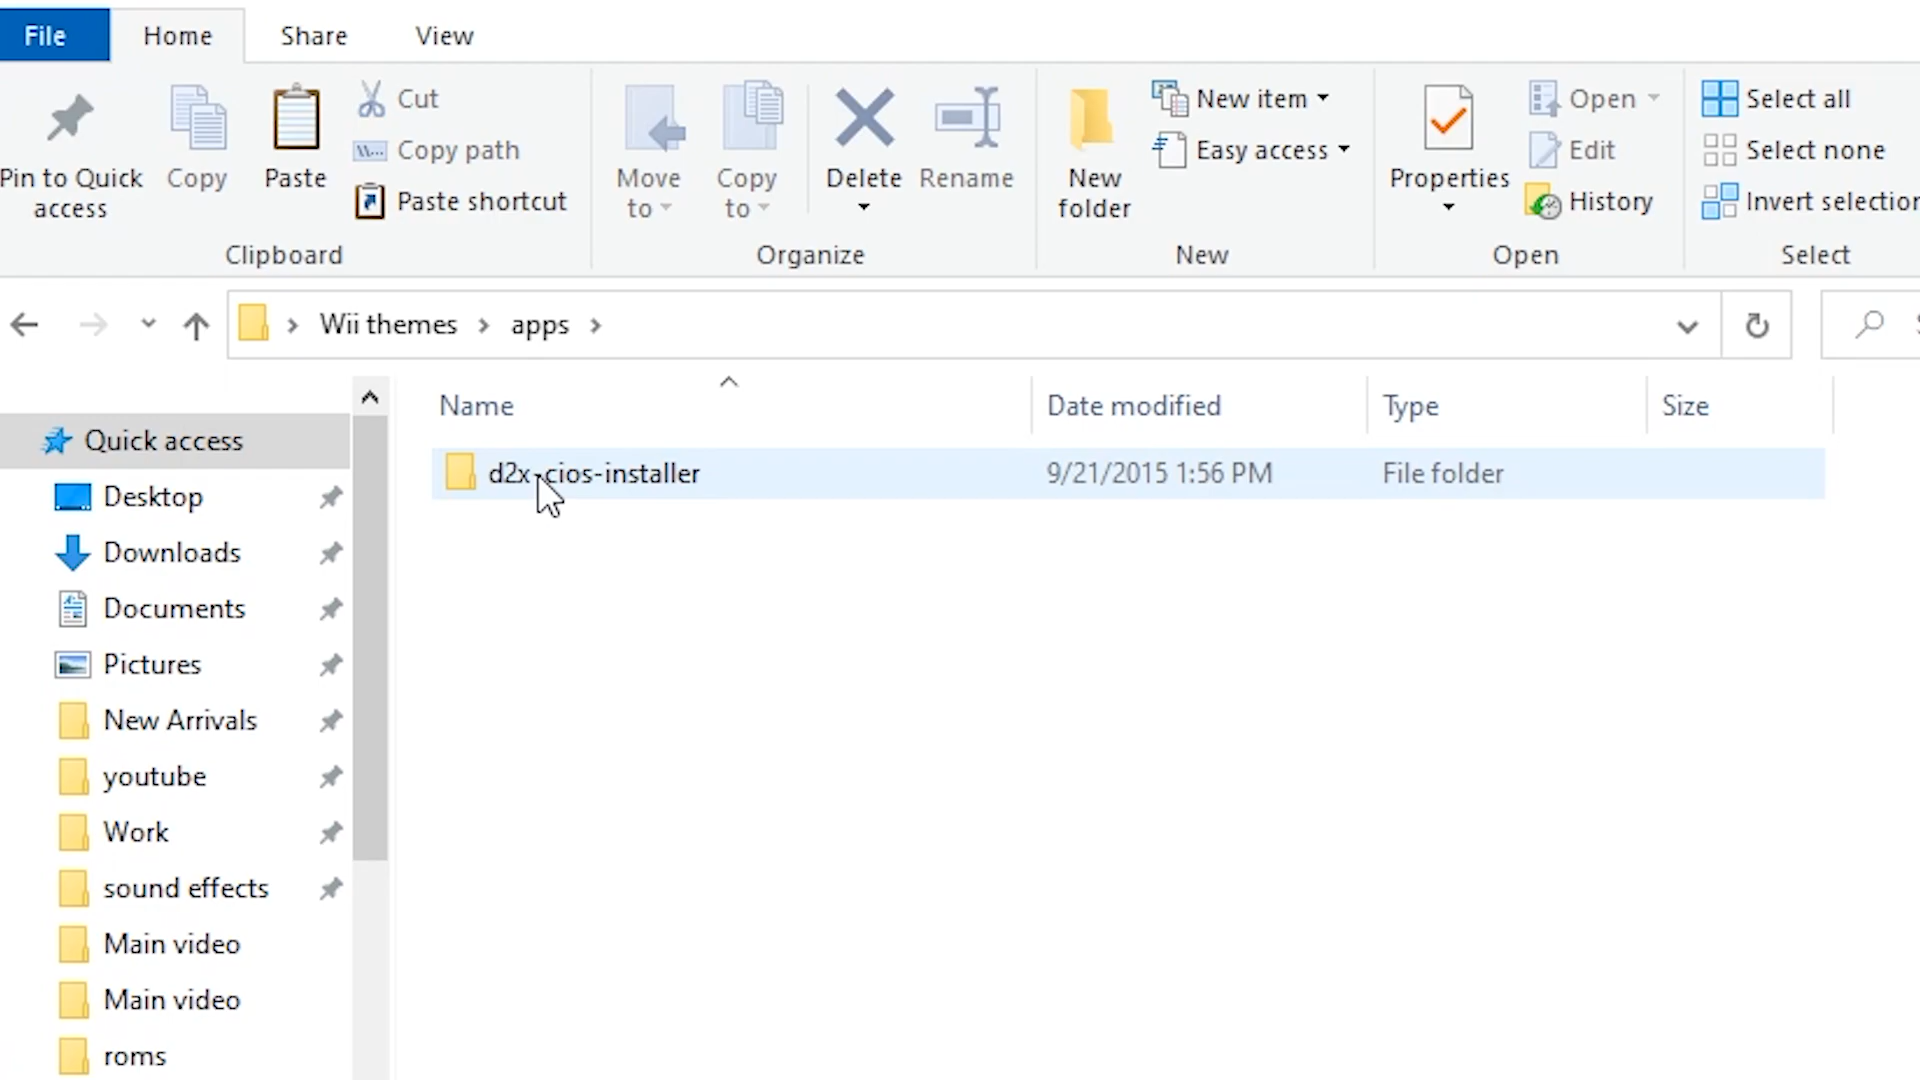 File Home Share View
Pin to Quick access
Copy
Paste
Cut
Copy path
Paste shortcut
Clipboard
Move to
Copy to
Delete
Rename
Organize
New folder
New item
Easy access
New
Properties
Open
Edit
History
Open
Select all
Select none
Invert selection
Select
Wii themes > apps >
Name Date modified Type Size
d2x-cios-installer 9/21/2015 1:56 PM File folder
Quick access
Desktop
Downloads
Documents
Pictures
New Arrivals
youtube
Work
sound effects
Main video
Main video
roms